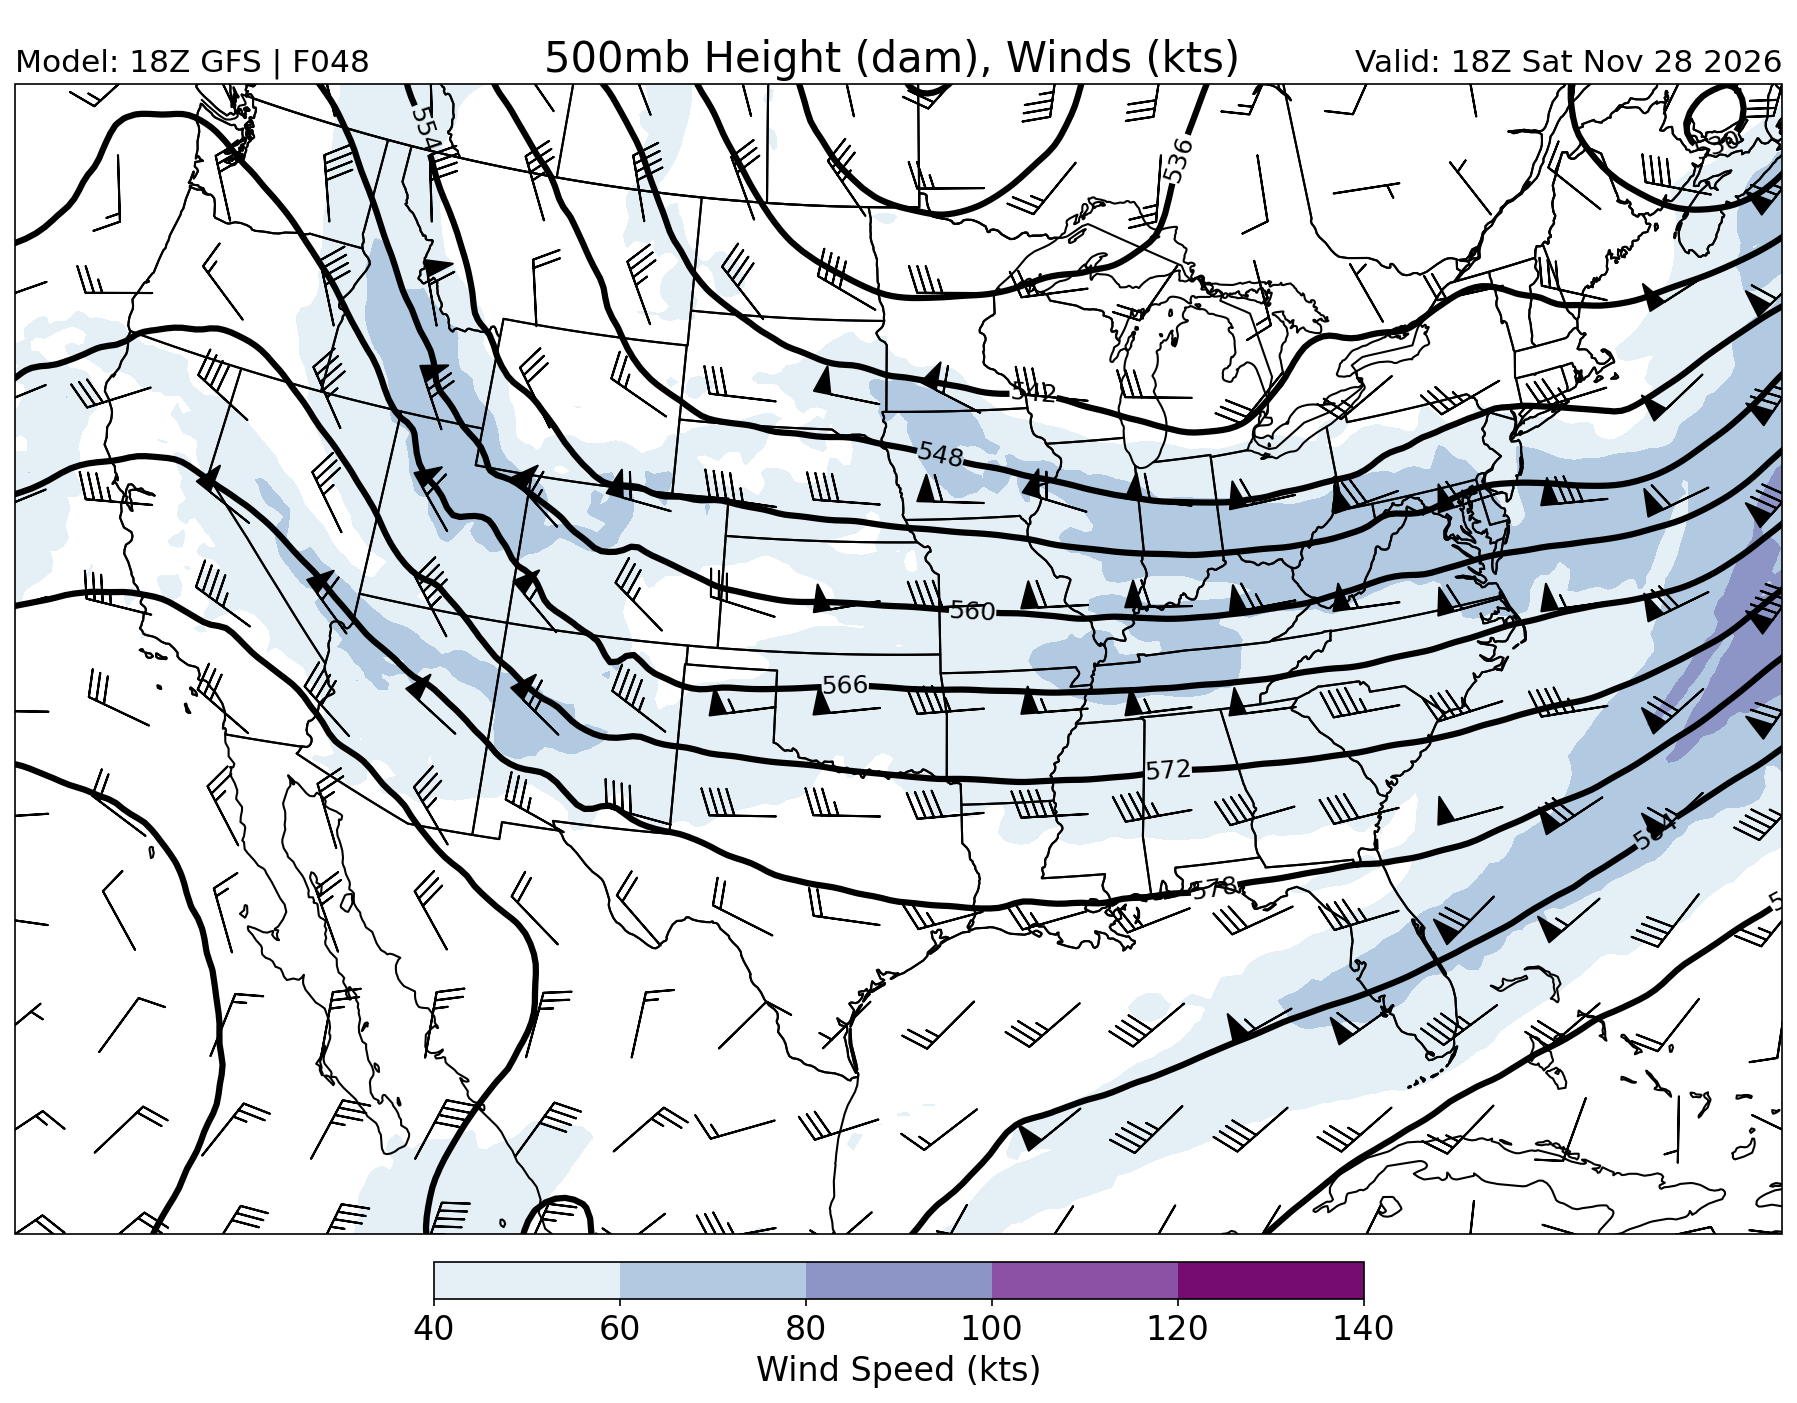 Model: 18Z GFS | F048
500mb Height (dam), Winds (kts)
Valid: 18Z Sat Nov 28 2026
554
536
542
548
560
566
572
578
584
40 60 80 100 120 140
Wind Speed (kts)